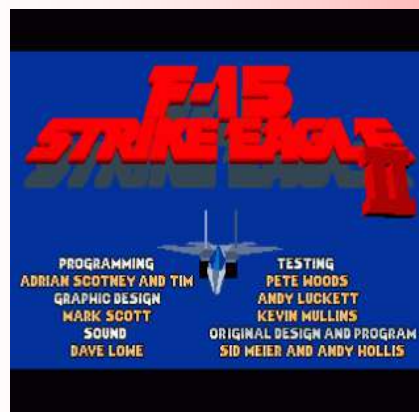 F-15
STRIKE EAGLE
II
PROGRAMMING
ADRIAN SCOTNEY AND TIM
GRAPHIC DESIGN
MARK SCOTT
SOUND
DAVE LOWE
TESTING
PETE WOODS
ANDY LUCKETT
KEVIN MULLINS
ORIGINAL DESIGN AND PROGRAM
SID MEIER AND ANDY HOLLIS